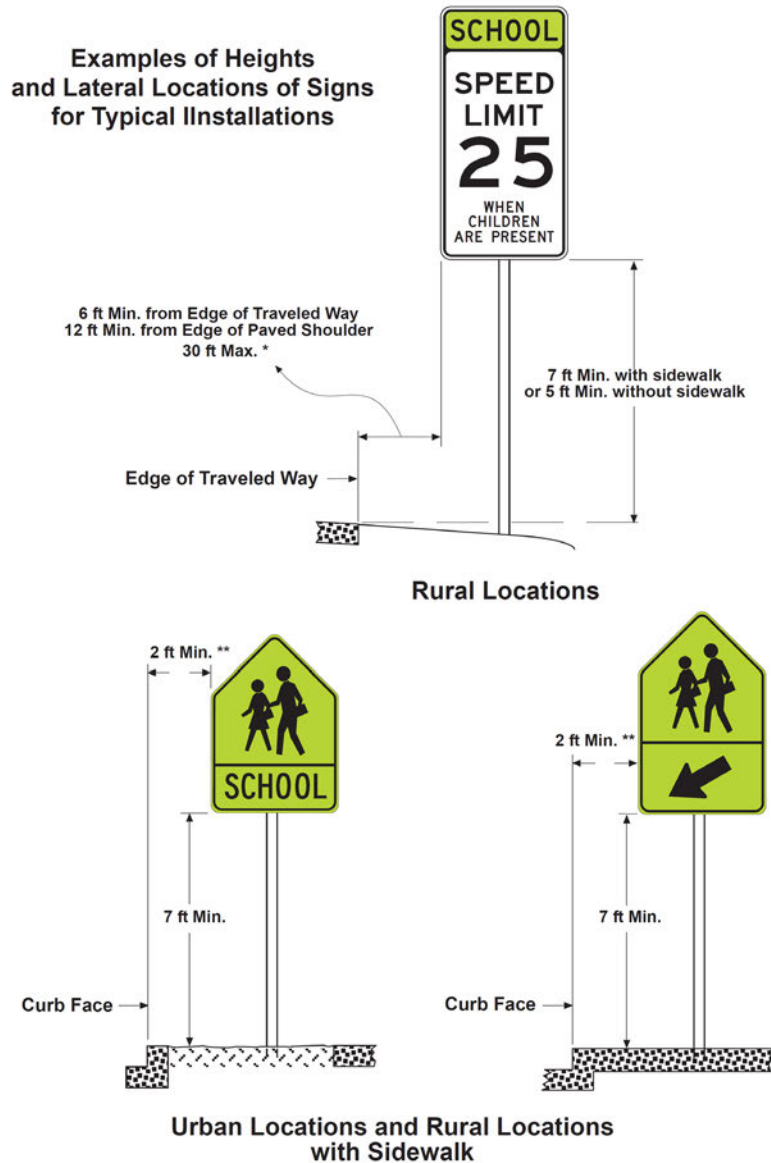 Examples of Heights
and Lateral Locations of Signs
for Typical IInstallations
SCHOOL
SPEED
LIMIT
25
WHEN
CHILDREN
ARE PRESENT
6 ft Min. from Edge of Traveled Way
12 ft Min. from Edge of Paved Shoulder
30 ft Max. *
7 ft Min. with sidewalk
or 5 ft Min. without sidewalk
Edge of Traveled Way
Rural Locations
2 ft Min. **
SCHOOL
7 ft Min.
Curb Face
2 ft Min. **
7 ft Min.
Curb Face
Urban Locations and Rural Locations
with Sidewalk